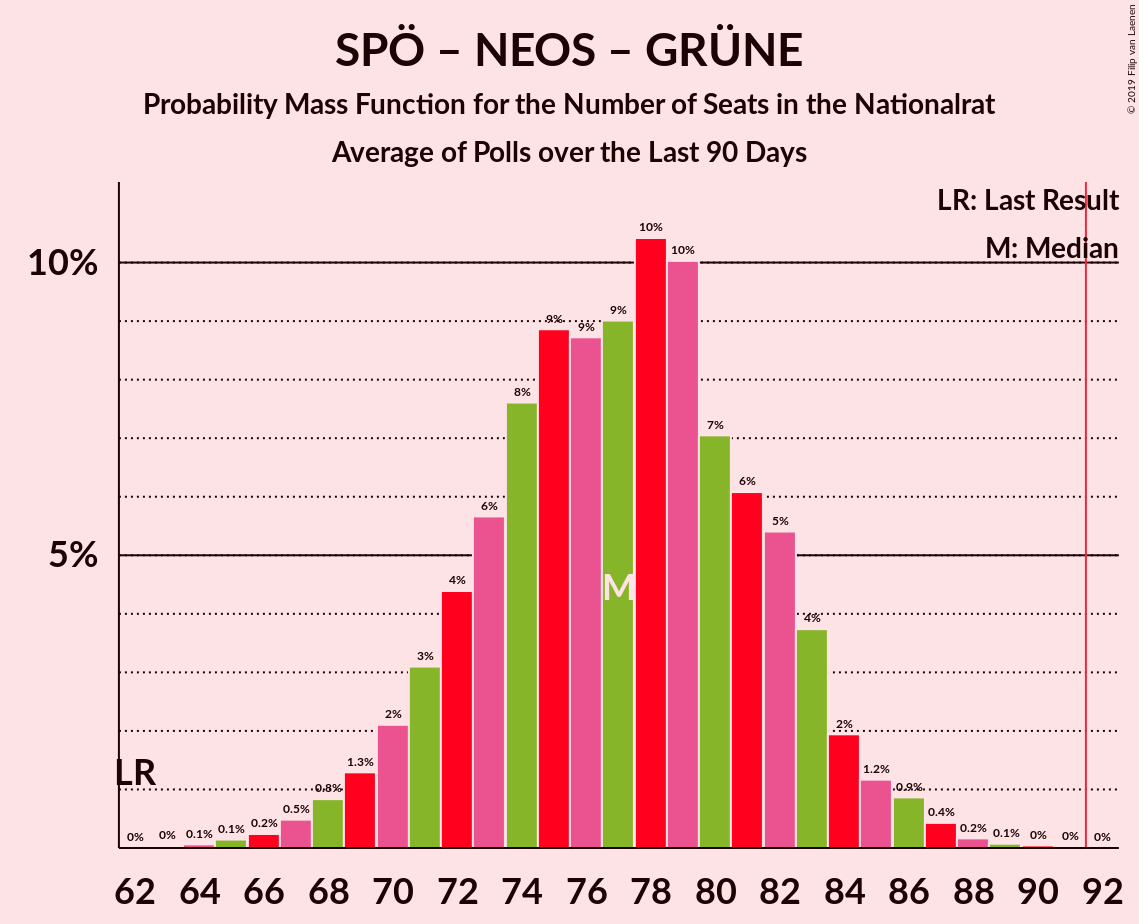 SPÖ – NEOS – GRÜNE
Probability Mass Function for the Number of Seats in the Nationalrat
Average of Polls over the Last 90 Days
© 2019 Filip van Laenen
LR: Last Result
M: Median
10%
5%
LR
M
0% 0% 0.1% 0.1% 0.2% 0.5% 0.8% 1.3% 2% 3% 4% 6% 8% 9% 9% 9% 10% 10% 7% 6% 5% 4% 2% 1.2% 0.9% 0.4% 0.2% 0.1% 0% 0% 0%
62 64 66 68 70 72 74 76 78 80 82 84 86 88 90 92